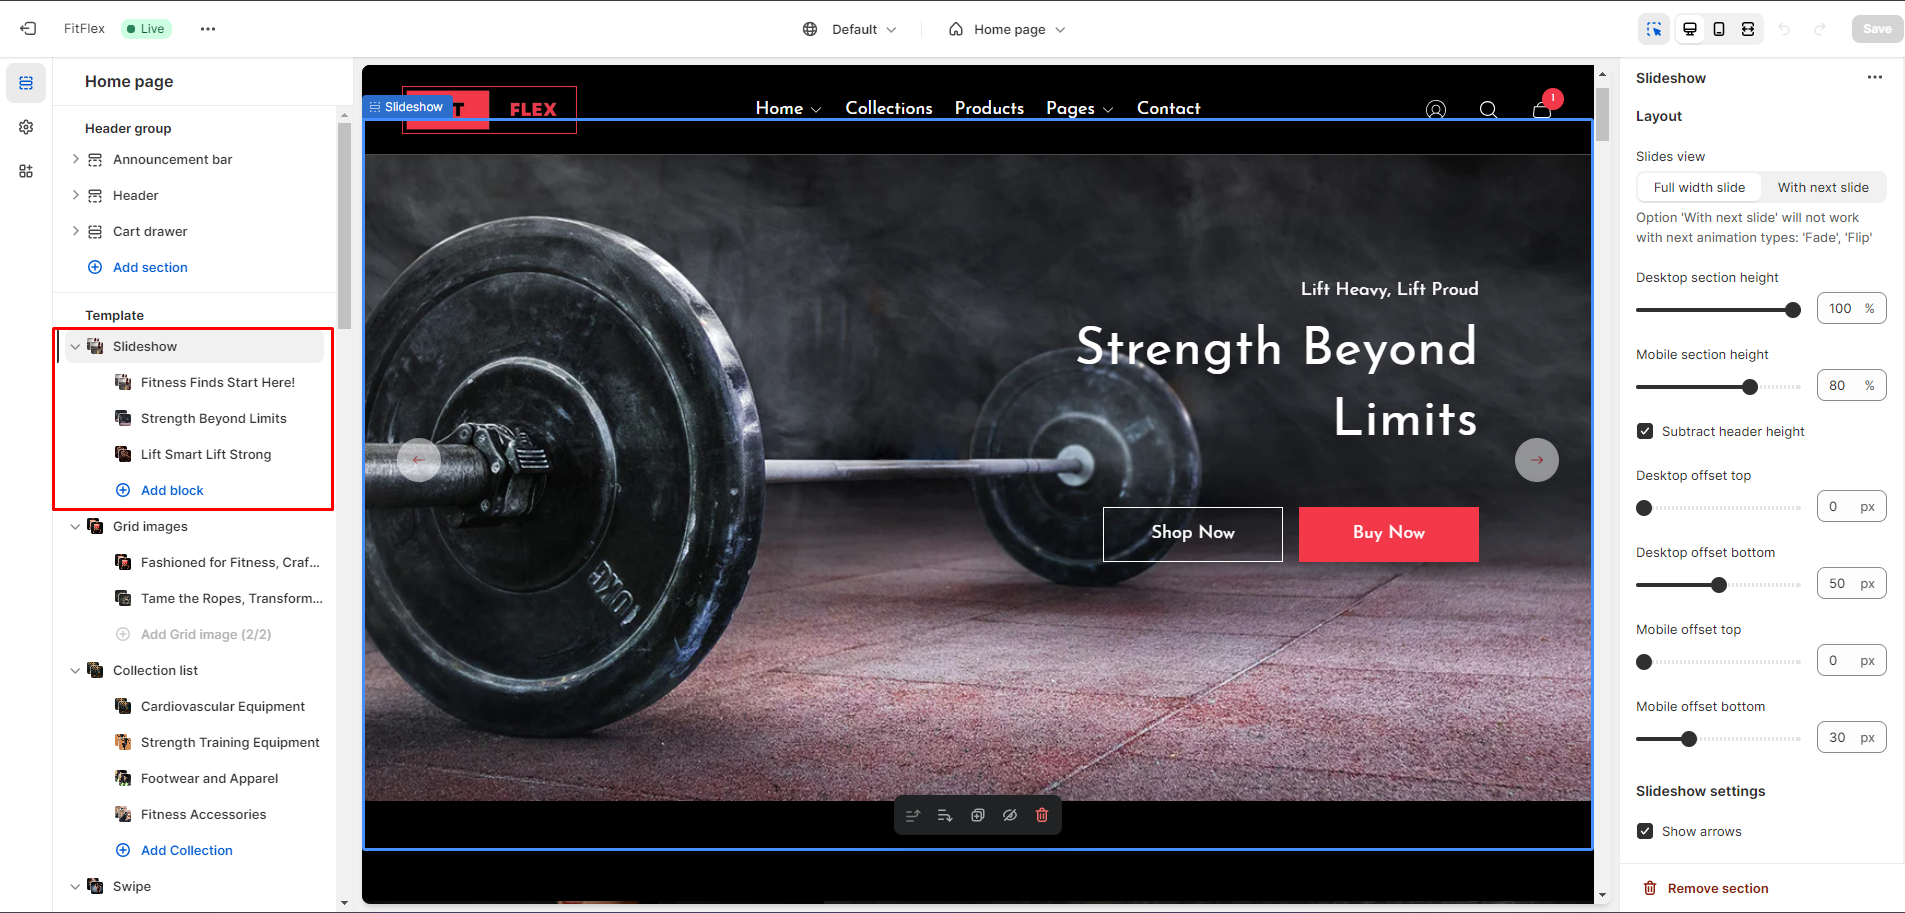 FitFlex
Live
Default
Home page
Save
Home page
Header group
Announcement bar
Header
Cart drawer
Add section
Template
Slideshow
Fitness Finds Start Here!
Strength Beyond Limits
Lift Smart Lift Strong
Add block
Grid images
Fashioned for Fitness, Craf...
Tame the Ropes, Transform...
Add Grid image (2/2)
Collection list
Cardiovascular Equipment
Strength Training Equipment
Footwear and Apparel
Fitness Accessories
Add Collection
Swipe
Slideshow
FLEX
Home
Collections
Products
Pages
Contact
1
Lift Heavy, Lift Proud
Strength Beyond
Limits
Shop Now
Buy Now
YORK
Slideshow
Layout
Slides view
Full width slide
With next slide
Option 'With next slide' will not work
with next animation types: 'Fade', 'Flip'
Desktop section height
100 %
Mobile section height
80 %
Subtract header height
Desktop offset top
0 px
Desktop offset bottom
50 px
Mobile offset top
0 px
Mobile offset bottom
30 px
Slideshow settings
Show arrows
Remove section